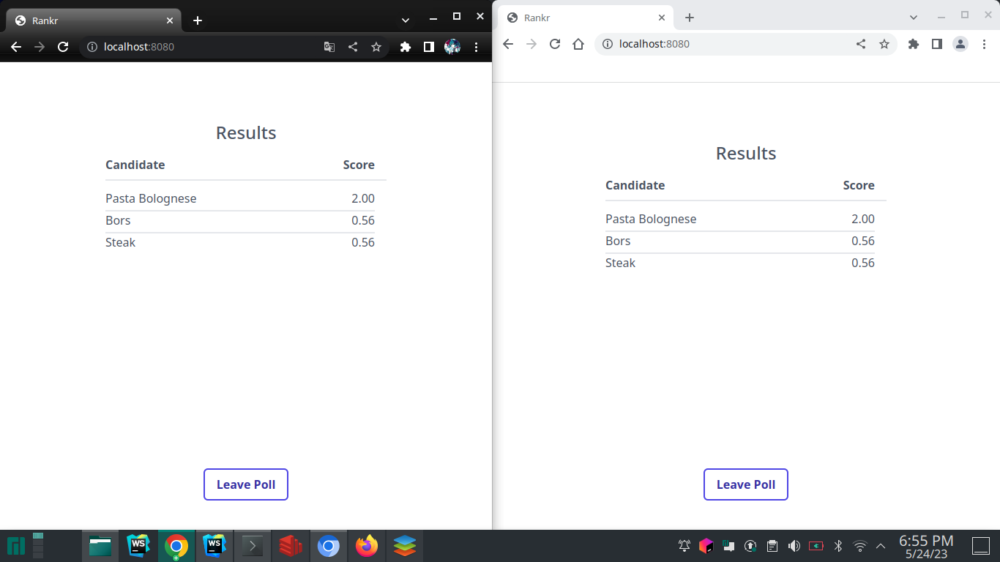 Rankr
localhost:8080
Results
Candidate Score
Pasta Bolognese 2.00
Bors 0.56
Steak 0.56
Leave Poll
Rankr
localhost:8080
Results
Candidate Score
Pasta Bolognese 2.00
Bors 0.56
Steak 0.56
Leave Poll
WS
WS
6:55 PM
5/24/23